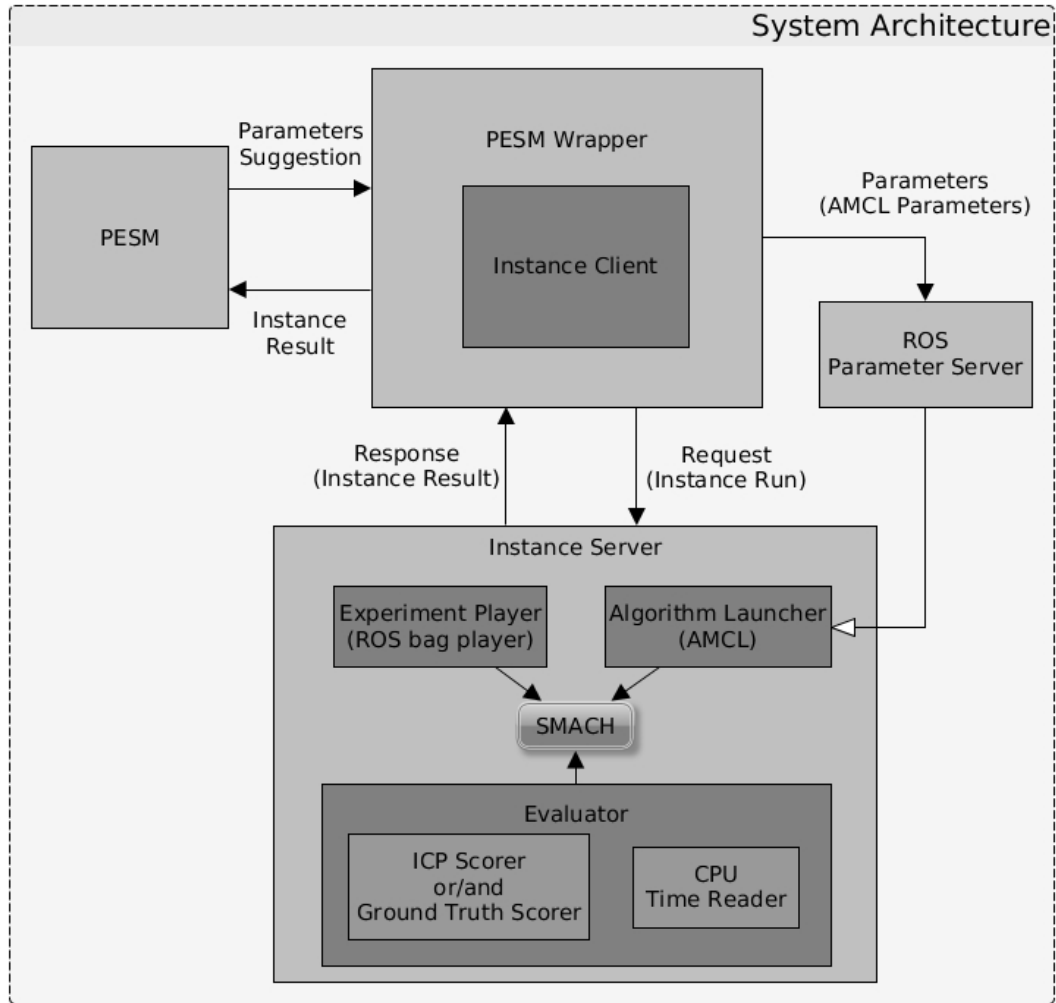 System Architecture
Parameters
Suggestion
PESM
Instance
Result
PESM Wrapper
Instance Client
Parameters
(AMCL Parameters)
ROS
Parameter Server
Response
(Instance Result)
Request
(Instance Run)
Instance Server
Experiment Player
(ROS bag player)
Algorithm Launcher
(AMCL)
SMACH
Evaluator
ICP Scorer
or/and
Ground Truth Scorer
CPU
Time Reader